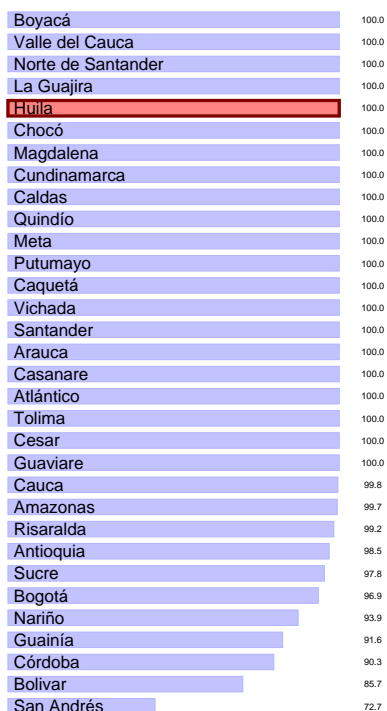 Boyacá 100.0
Valle del Cauca 100.0
Norte de Santander 100.0
La Guajira 100.0
Huila 100.0
Chocó 100.0
Magdalena 100.0
Cundinamarca 100.0
Caldas 100.0
Quindío 100.0
Meta 100.0
Putumayo 100.0
Caquetá 100.0
Vichada 100.0
Santander 100.0
Arauca 100.0
Casanare 100.0
Atlántico 100.0
Tolima 100.0
Cesar 100.0
Guaviare 100.0
Cauca 99.8
Amazonas 99.7
Risaralda 99.2
Antioquia 98.5
Sucre 97.8
Bogotá 96.9
Nariño 93.9
Guainía 91.6
Córdoba 90.3
Bolivar 85.7
San Andrés 72.7